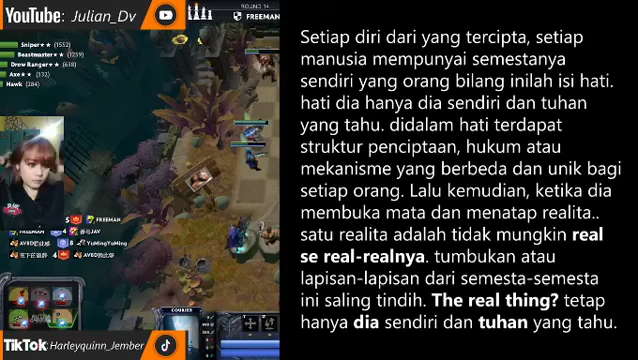 YouTube: Julian_Dv
ROUND 14
FREEMAN
Sniper★★ (1552)
Beastmaster★★ (1259)
Drow Ranger★★ (638)
Axe★★ (332)
Hawk (284)
FREEMAN
YuMingYuMing
COURIER
TikTok: Harleyquinn_Jember
Setiap diri dari yang tercipta, setiap
manusia mempunyai semestanya
sendiri yang orang bilang inilah isi hati.
hati dia hanya dia sendiri dan tuhan
yang tahu. didalam hati terdapat
struktur penciptaan, hukum atau
mekanisme yang berbeda dan unik bagi
setiap orang. Lalu kemudian, ketika dia
membuka mata dan menatap realita..
satu realita adalah tidak mungkin real
se real-realnya. tumbukan atau
lapisan-lapisan dari semesta-semesta
ini saling tindih. The real thing? tetap
hanya dia sendiri dan tuhan yang tahu.